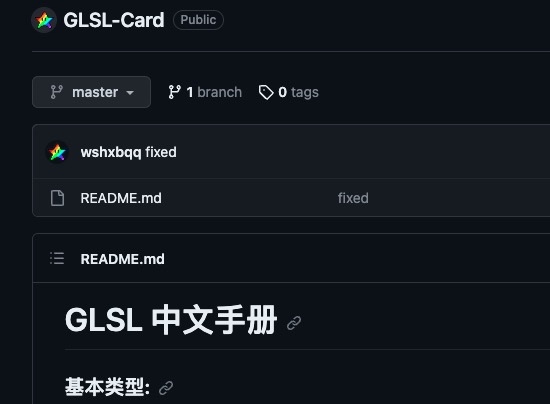 GLSL-Card Public
master 1 branch 0 tags
wshxbqq fixed
README.md fixed
README.md
GLSL 中文手册
基本类型: